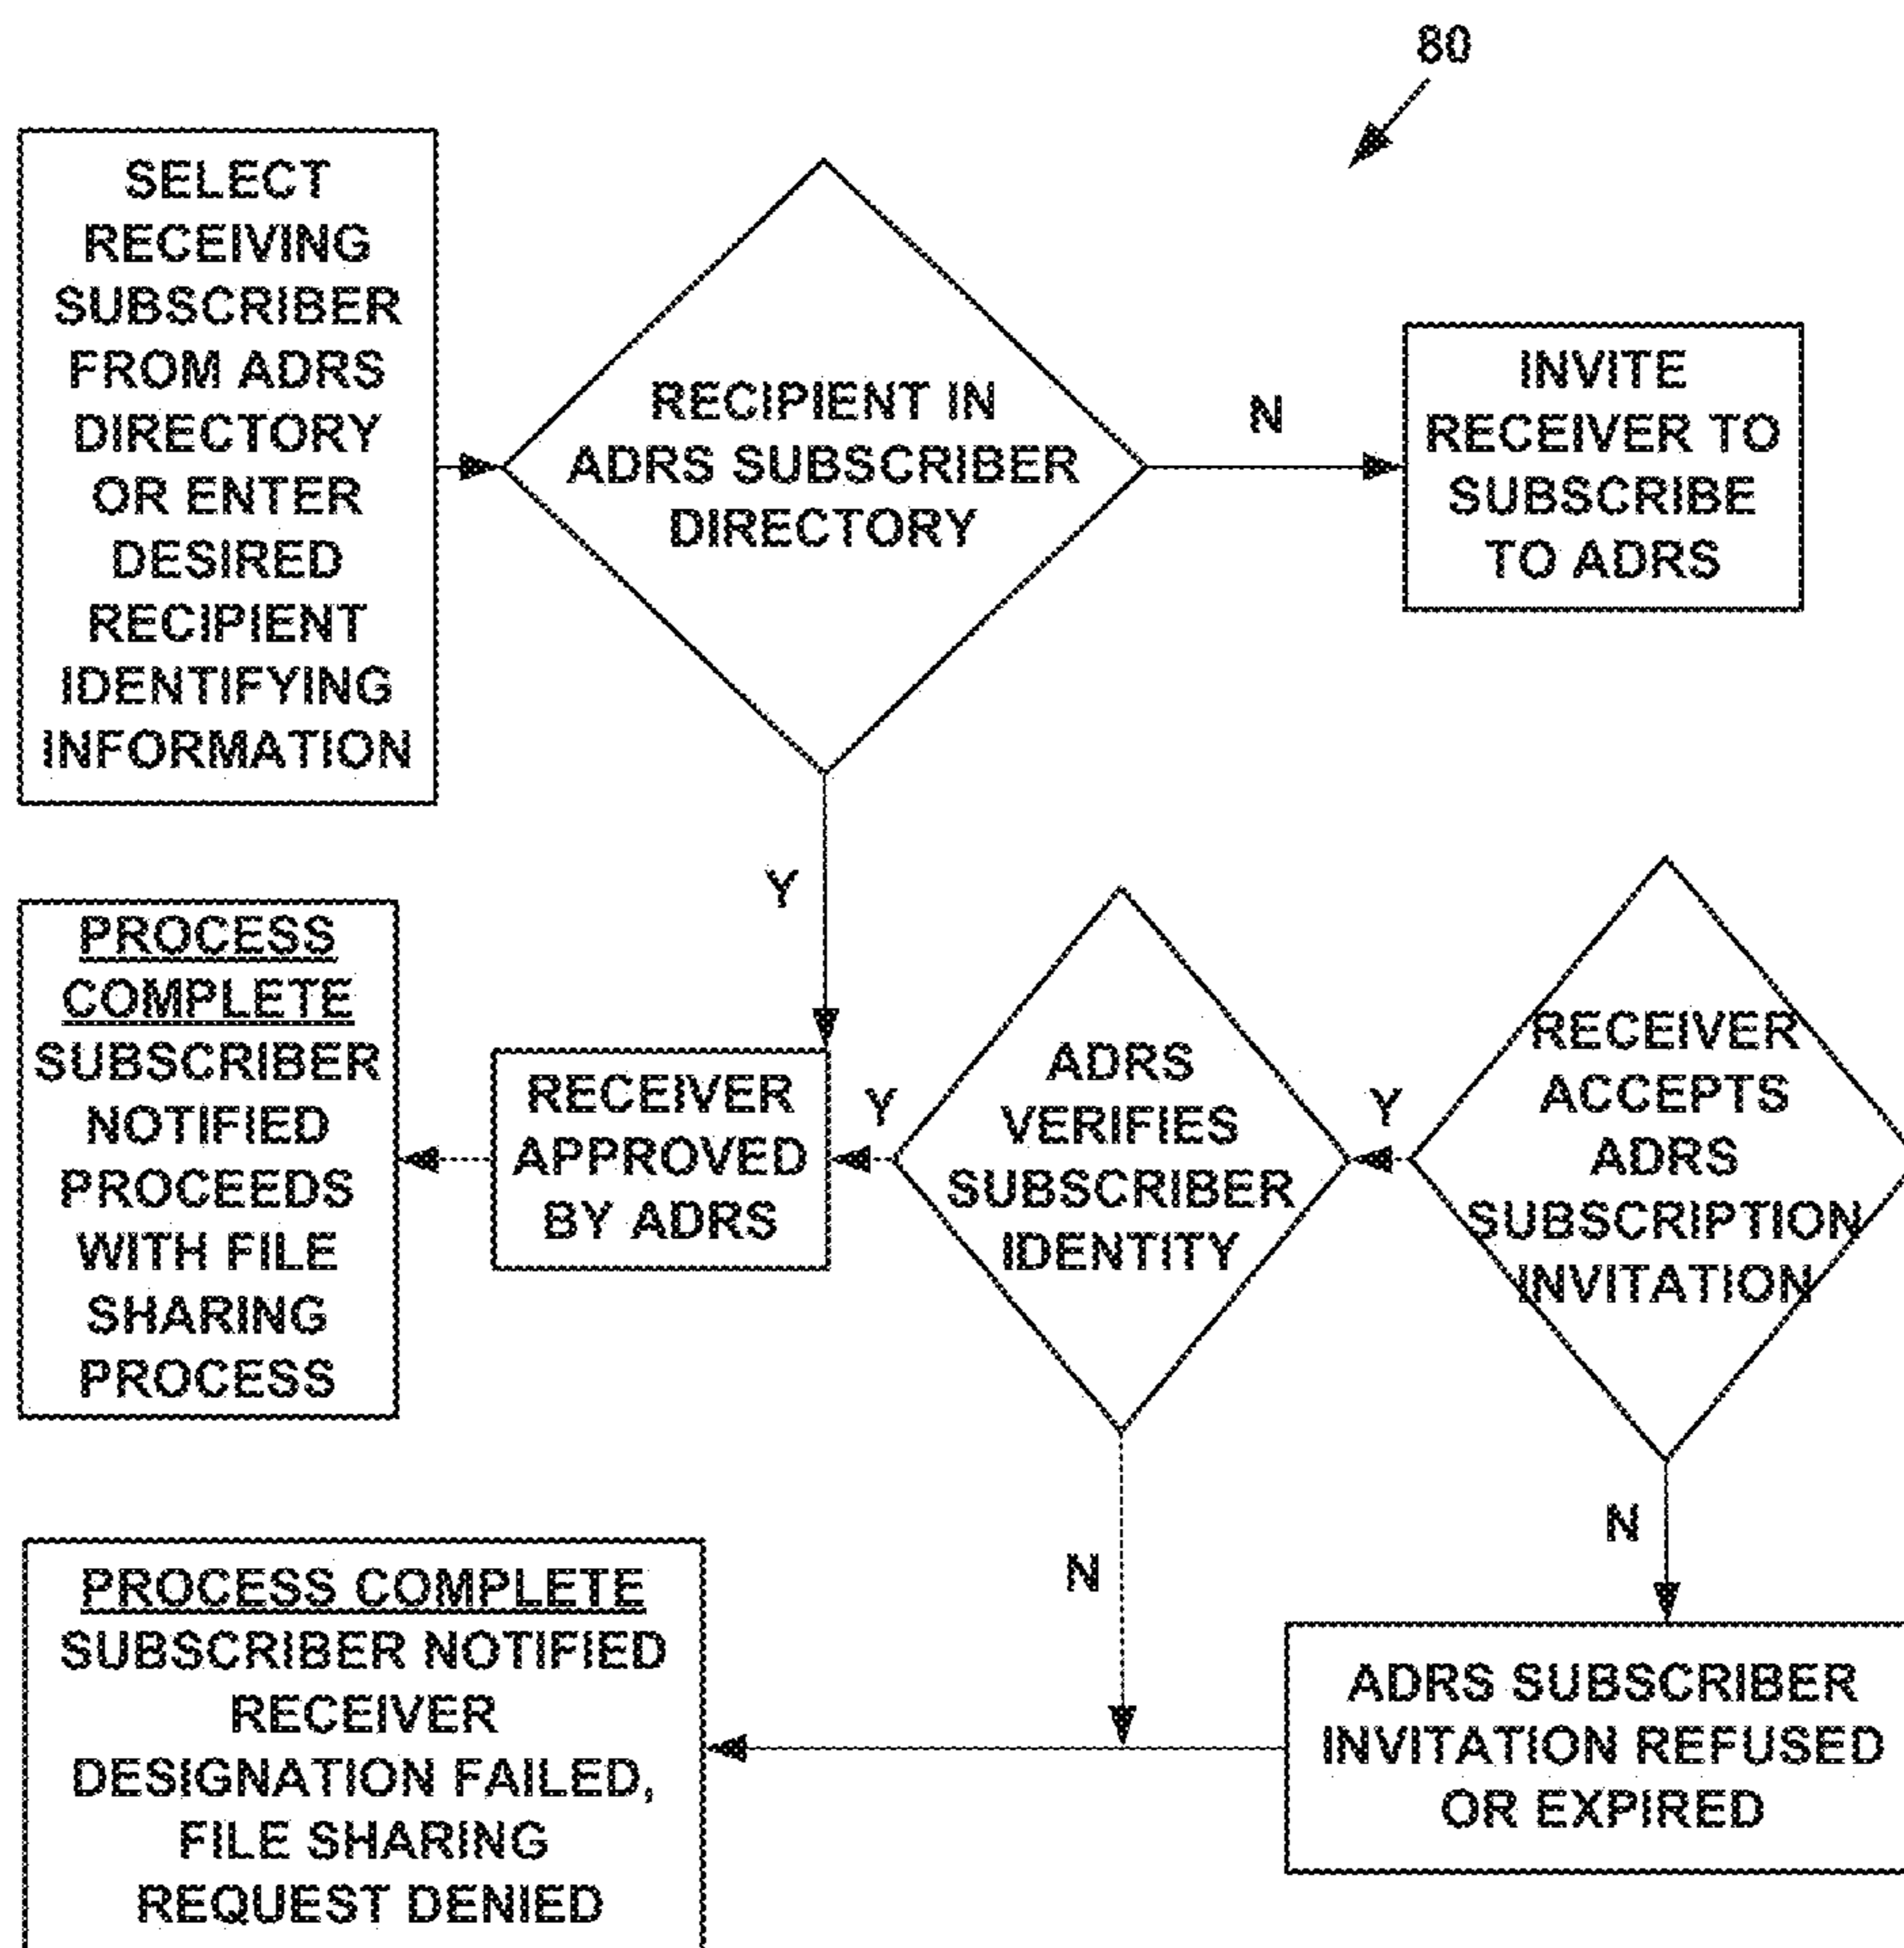 80
SELECT
RECEIVING
SUBSCRIBER
FROM ADRS
DIRECTORY
OR ENTER
DESIRED
RECIPIENT
IDENTIFYING
INFORMATION
RECIPIENT IN
ADRS SUBSCRIBER
DIRECTORY
N
INVITE
RECEIVER TO
SUBSCRIBE
TO ADRS
Y
PROCESS
COMPLETE
SUBSCRIBER
NOTIFIED
PROCEEDS
WITH FILE
SHARING
PROCESS
RECEIVER
APPROVED
BY ADRS
Y
ADRS
VERIFIES
SUBSCRIBER
IDENTITY
Y
RECEIVER
ACCEPTS
ADRS
SUBSCRIPTION
INVITATION
N
N
PROCESS COMPLETE
SUBSCRIBER NOTIFIED
RECEIVER
DESIGNATION FAILED,
FILE SHARING
REQUEST DENIED
ADRS SUBSCRIBER
INVITATION REFUSED
OR EXPIRED